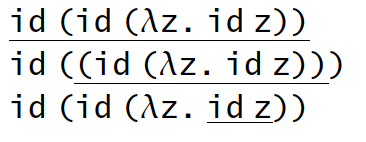 id (id (λz. id z))
id ((id (λz. id z)))
id (id (λz. id z))